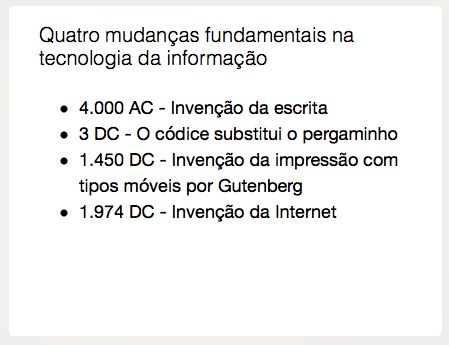 Quatro mudanças fundamentais na
tecnologia da informação
• 4.000 AC - Invenção da escrita
• 3 DC - O códice substitui o pergaminho
• 1.450 DC - Invenção da impressão com
tipos móveis por Gutenberg
• 1.974 DC - Invenção da Internet